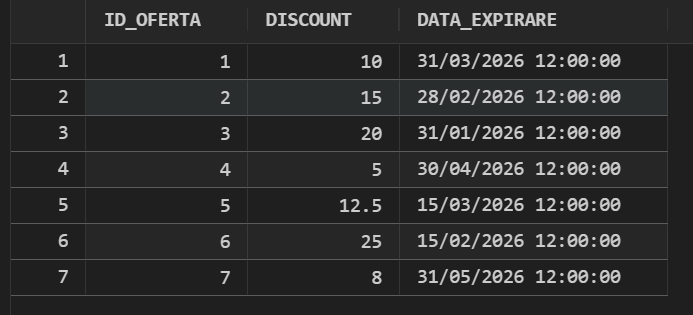 ID_OFERTA DISCOUNT DATA_EXPIRARE
1 1 10 31/03/2026 12:00:00
2 2 15 28/02/2026 12:00:00
3 3 20 31/01/2026 12:00:00
4 4 5 30/04/2026 12:00:00
5 5 12.5 15/03/2026 12:00:00
6 6 25 15/02/2026 12:00:00
7 7 8 31/05/2026 12:00:00